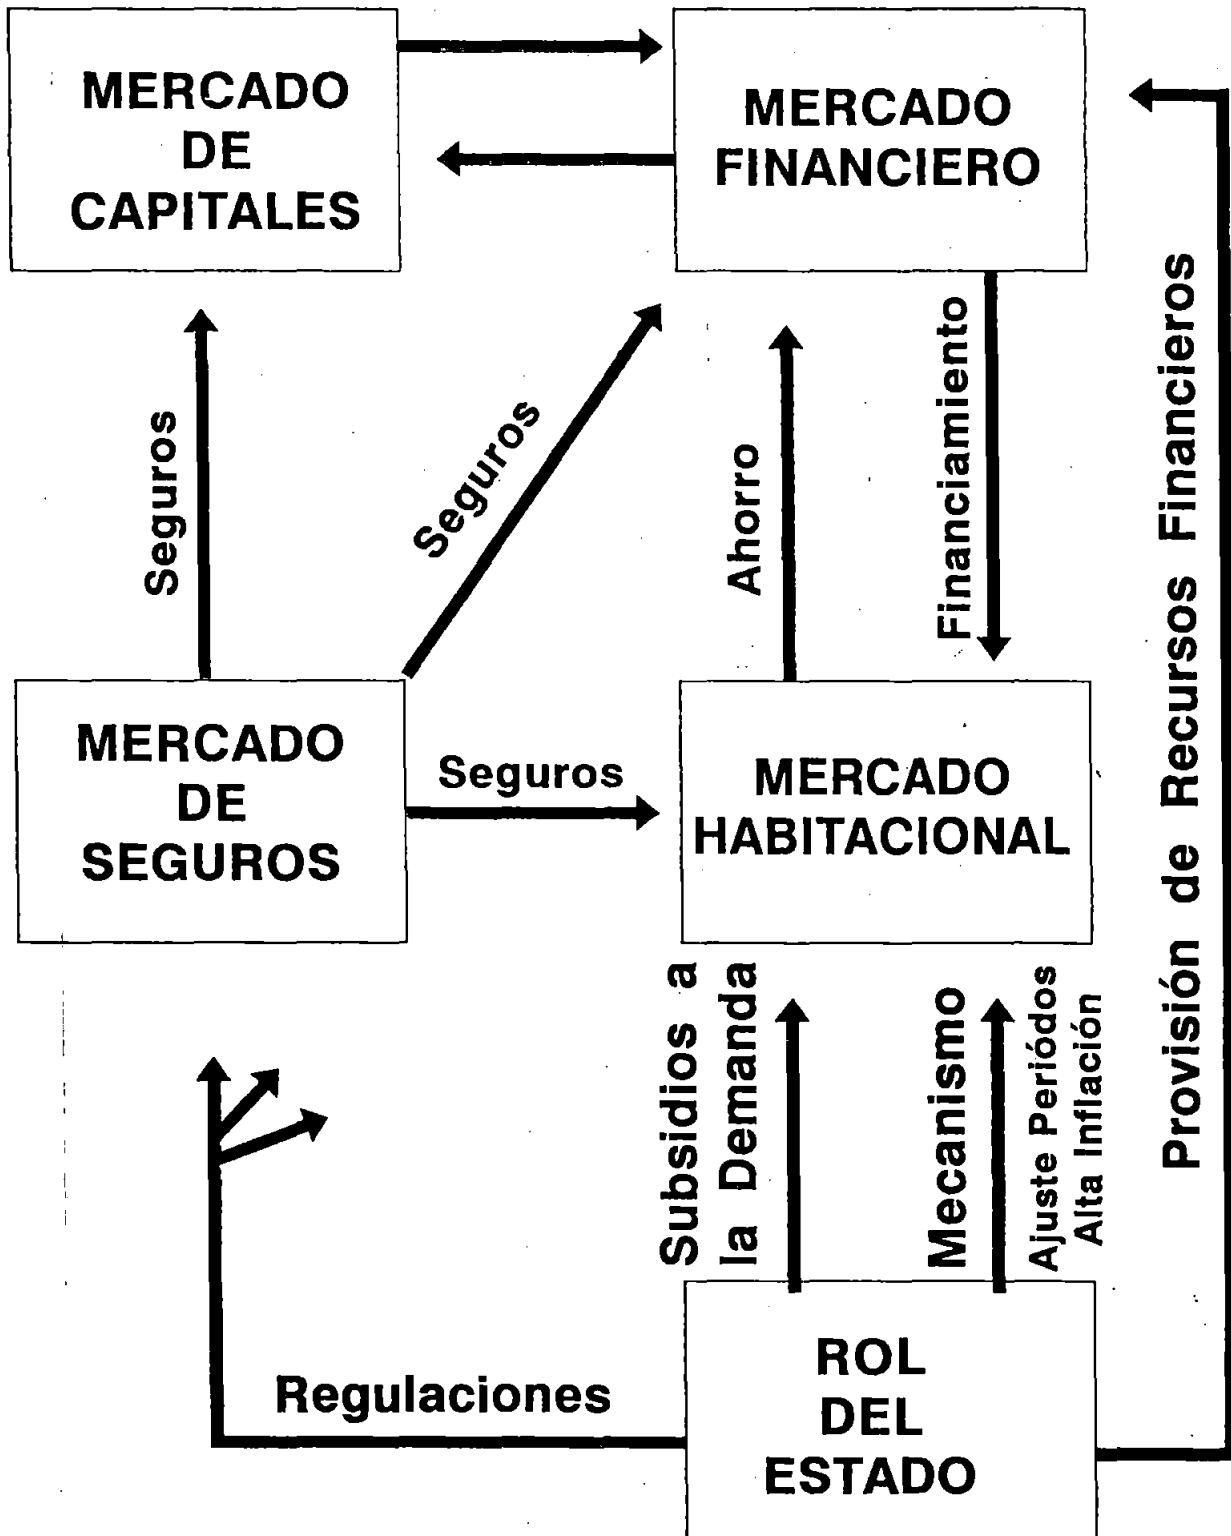 MERCADO
DE
CAPITALES
MERCADO
FINANCIERO
Seguros
Seguros
Ahorro
Financiamiento
Provisión de Recursos Financieros
MERCADO
DE
SEGUROS
Seguros
MERCADO
HABITACIONAL
Subsidios a
la Demanda
Mecanismo
Ajuste Períódos
Alta Inflación
Regulaciones
ROL
DEL
ESTADO